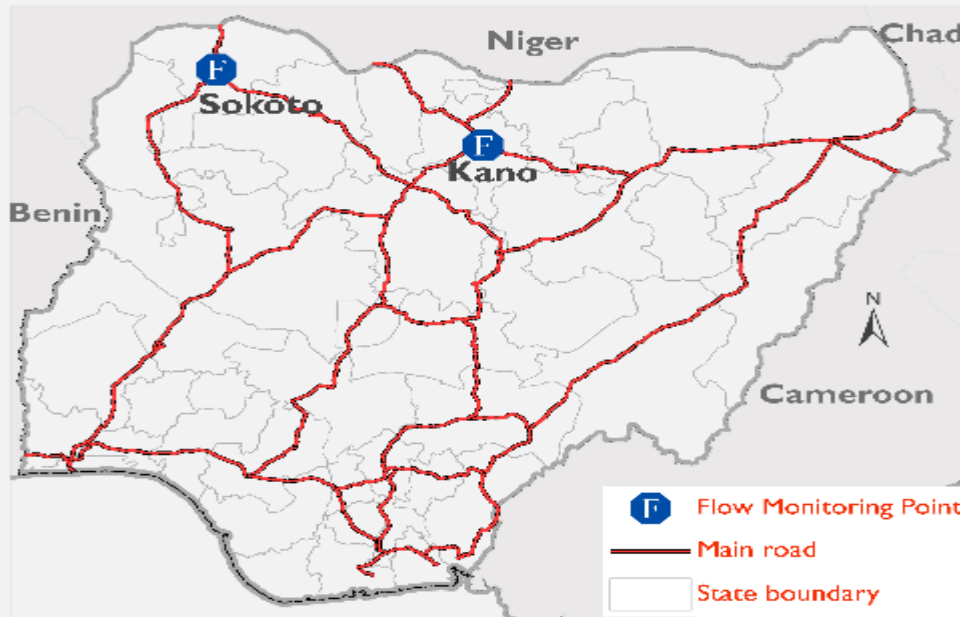 Niger
Chad
F
Sokoto
F
Kano
Benin
N
Cameroon
F Flow Monitoring Point
Main road
State boundary